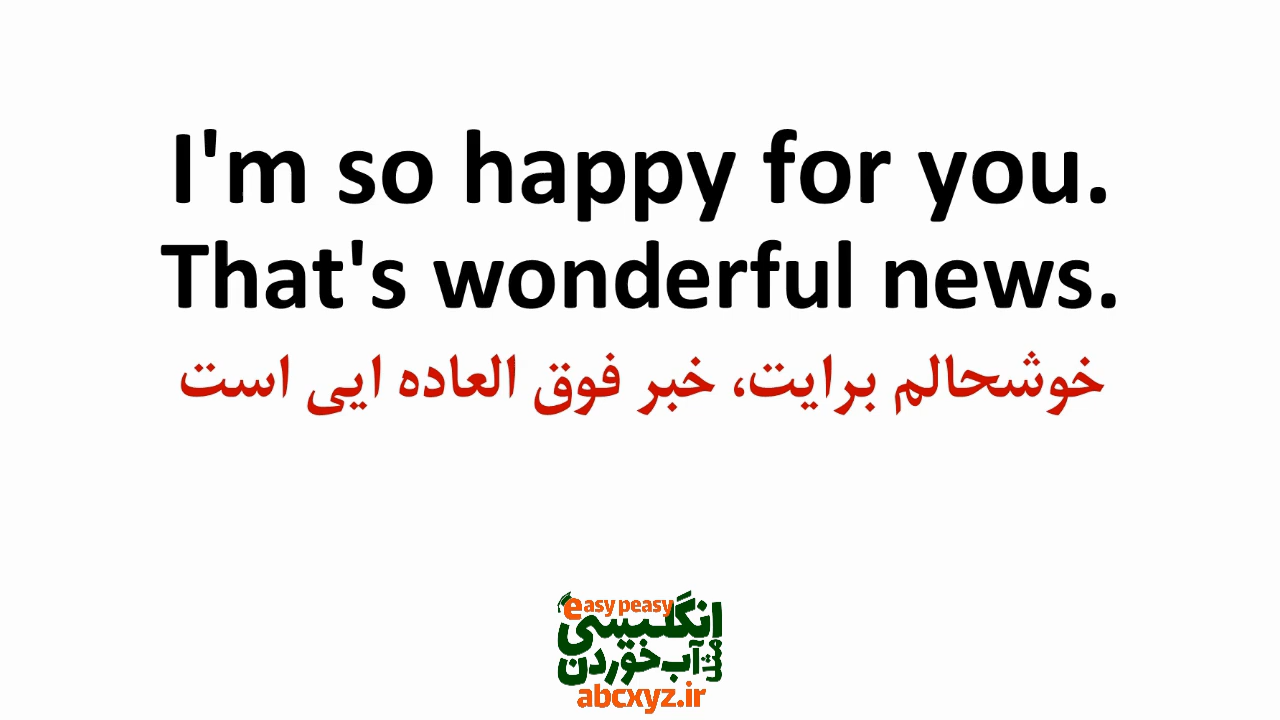 I'm so happy for you.
That's wonderful news.
خوشحالم برایت، خبر فوق العاده ایی است
easy peasy
انگلیسی
مثل آب خوردن
abcxyz.ir